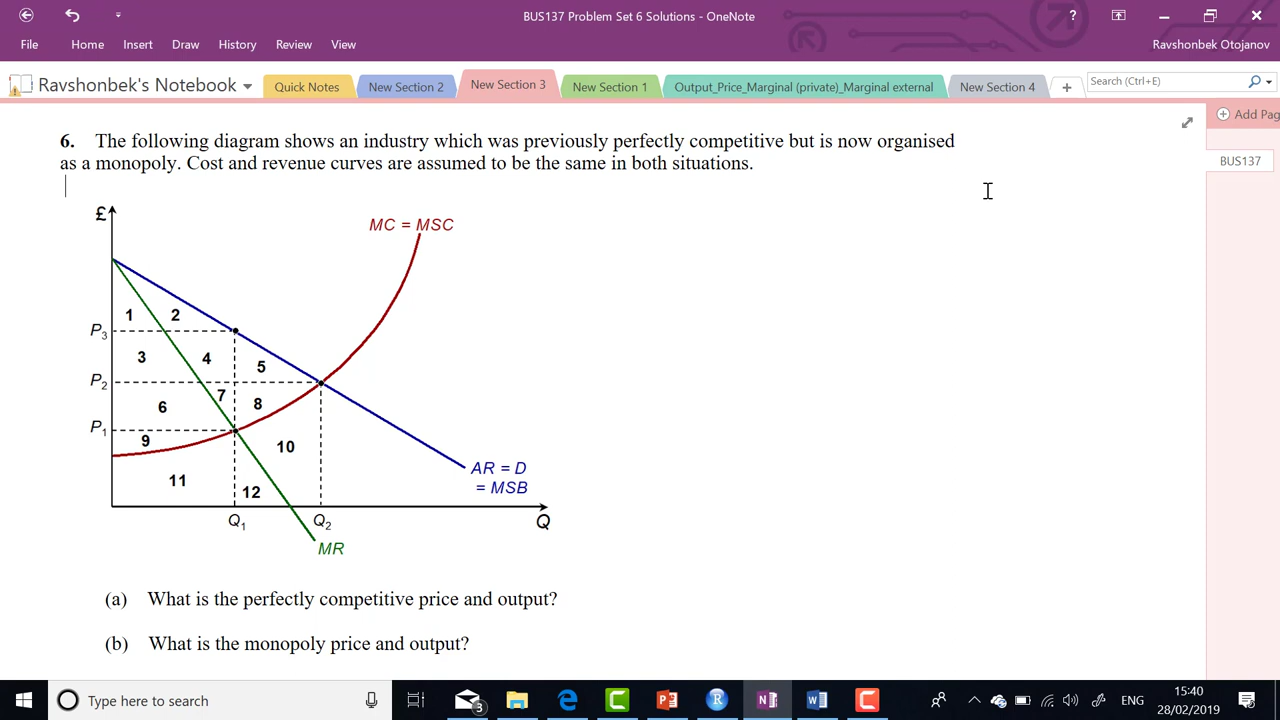 BUS137 Problem Set 6 Solutions - OneNote
?
File Home Insert Draw History Review View
Ravshonbek Otojanov
Ravshonbek's Notebook
Quick Notes
New Section 2
New Section 3
New Section 1
Output_Price_Marginal (private)_Marginal external
New Section 4
+
Search (Ctrl+E)
Add Pag
BUS137
6. The following diagram shows an industry which was previously perfectly competitive but is now organised
as a monopoly. Cost and revenue curves are assumed to be the same in both situations.
£
MC = MSC
1 2
P3
3 4 5
P2
7
6 8
P1
9 10
AR = D
= MSB
11
12
Q1 Q2 Q
MR
(a) What is the perfectly competitive price and output?
(b) What is the monopoly price and output?
Type here to search
3
ENG
15:40
28/02/2019